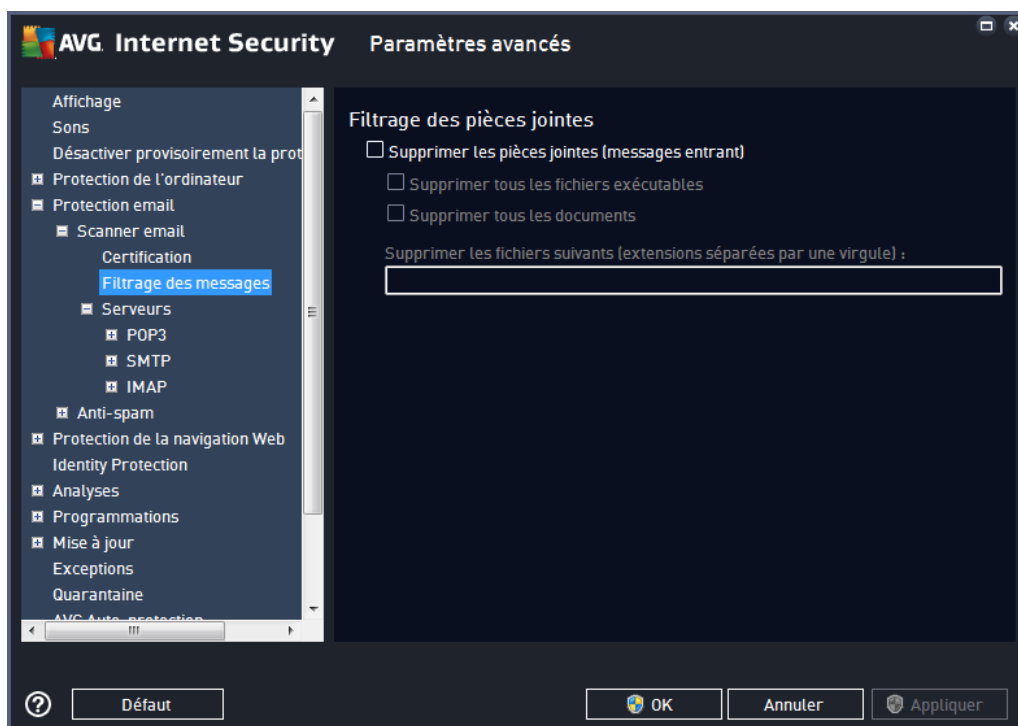 AVG. Internet Security Paramètres avancés
Affichage
Sons
Désactiver provisoirement la prot
Protection de l'ordinateur
Protection email
Scanner email
Certification
Filtrage des messages
Serveurs
POP3
SMTP
IMAP
Anti-spam
Protection de la navigation Web
Identity Protection
Analyses
Programmations
Mise à jour
Exceptions
Quarantaine
AVG Auto-protection
Filtrage des pièces jointes
Supprimer les pièces jointes (messages entrant)
Supprimer tous les fichiers exécutables
Supprimer tous les documents
Supprimer les fichiers suivants (extensions séparées par une virgule) :
Défaut
OK
Annuler
Appliquer